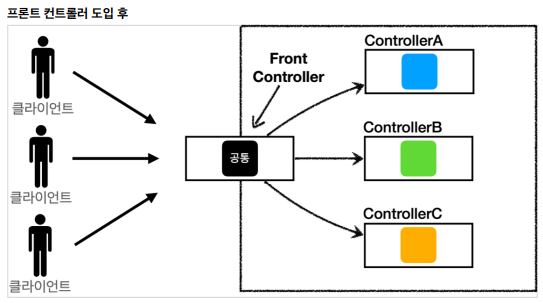 프론트 컨트롤러 도입 후
클라이언트
클라이언트
클라이언트
Front
Controller
공통
ControllerA
ControllerB
ControllerC